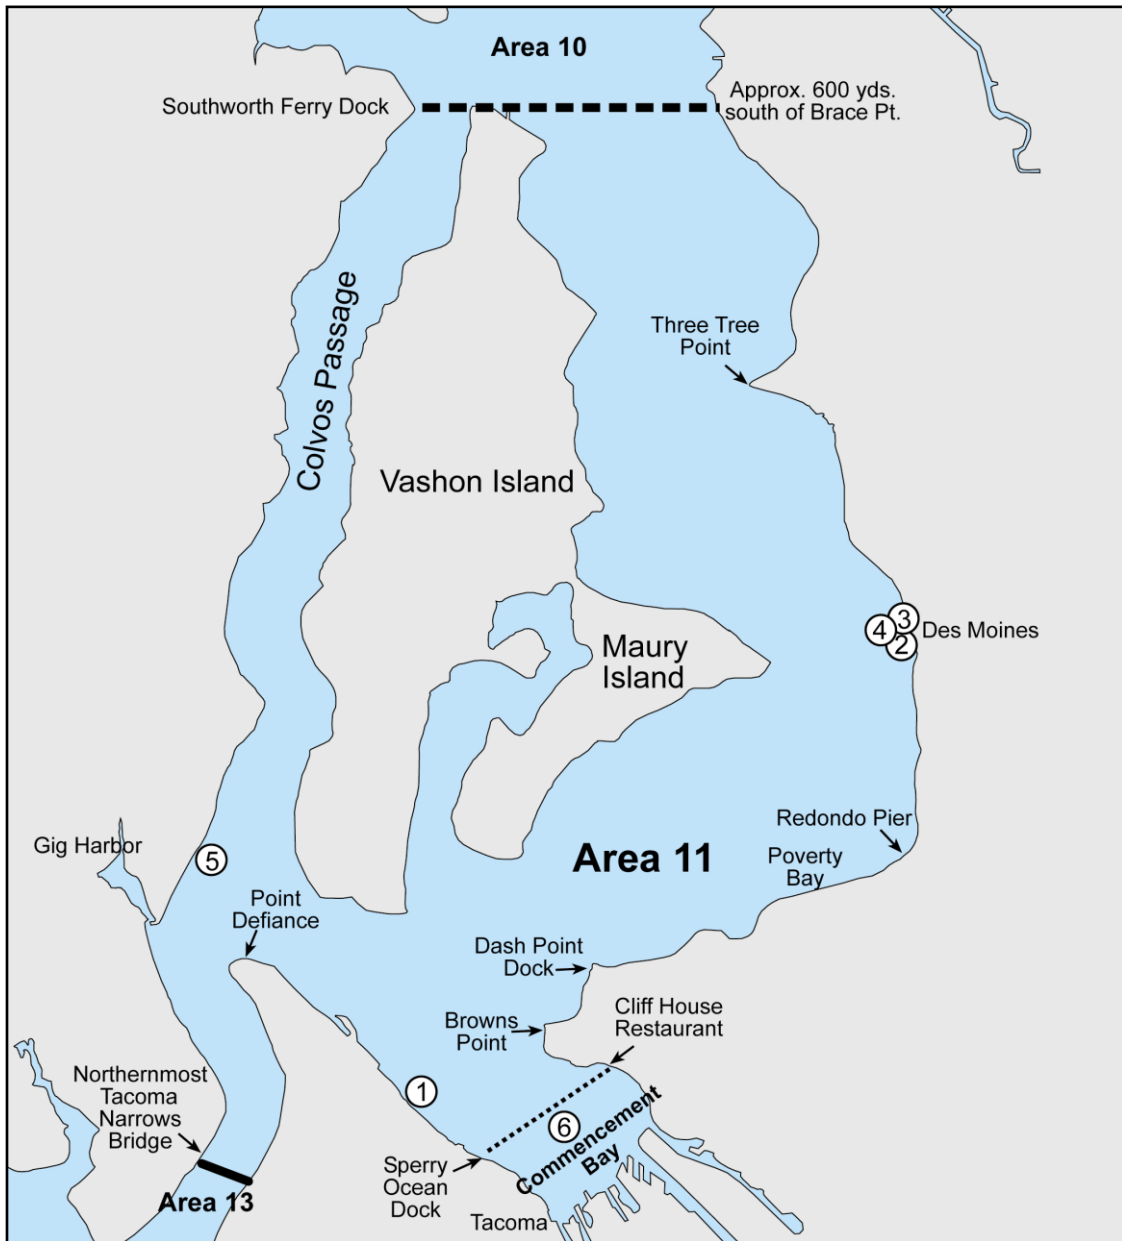 Area 10
Southworth Ferry Dock
Approx. 600 yds.
south of Brace Pt.
Colvos Passage
Three Tree
Point
Vashon Island
3
4
Des Moines
2
Maury
Island
Redondo Pier
Gig Harbor
5
Area 11
Poverty
Bay
Point
Defiance
Dash Point
Dock
Cliff House
Restaurant
Browns
Point
Northernmost
Tacoma
Narrows
Bridge
1
6
Commencement
Bay
Sperry
Ocean
Dock
Area 13
Tacoma